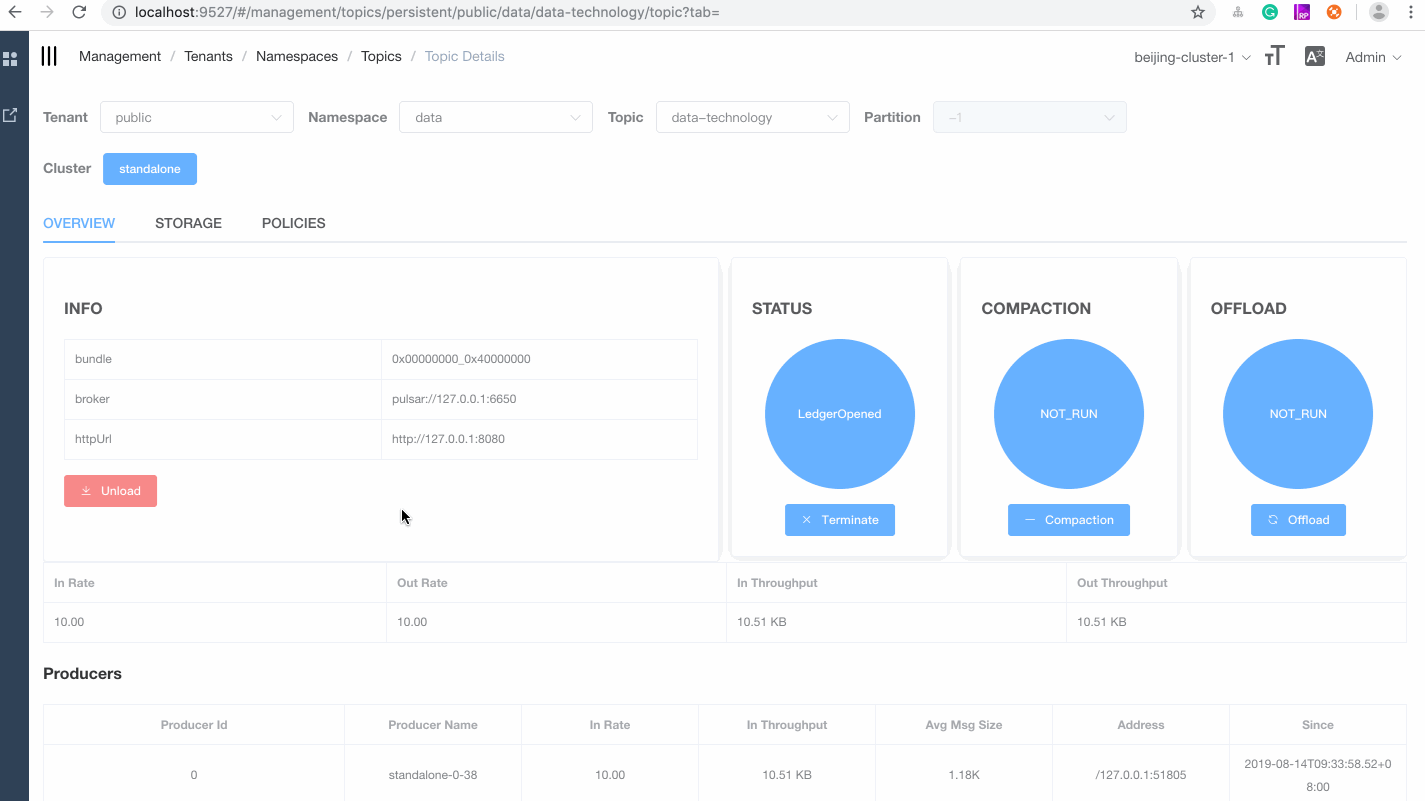 localhost:9527/#/management/topics/persistent/public/data/data-technology/topic?tab=
Management / Tenants / Namespaces / Topics / Topic Details
beijing-cluster-1
Admin
Tenant public Namespace data Topic data-technology Partition -1
Cluster standalone
OVERVIEW STORAGE POLICIES
INFO
bundle 0x00000000_0x40000000
broker pulsar://127.0.0.1:6650
httpUrl http://127.0.0.1:8080
Unload
STATUS
LedgerOpened
Terminate
COMPACTION
NOT_RUN
Compaction
OFFLOAD
NOT_RUN
Offload
In Rate Out Rate In Throughput Out Throughput
10.00 10.00 10.51 KB 10.51 KB
Producers
Producer Id Producer Name In Rate In Throughput Avg Msg Size Address Since
0 standalone-0-38 10.00 10.51 KB 1.18K /127.0.0.1:51805 2019-08-14T09:33:58.52+0
8:00